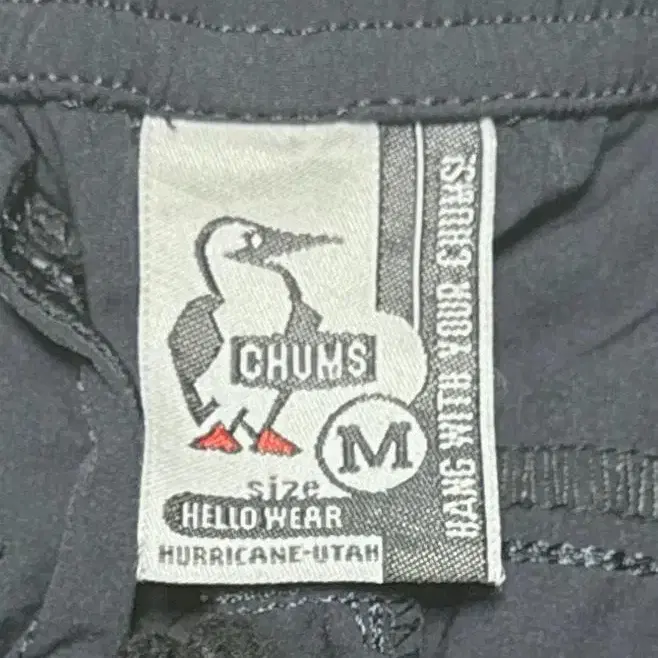 CHUMS
M
size
HELLO WEAR
HURRICANE-UTAH
HANG WITH YOUR CHUMS!